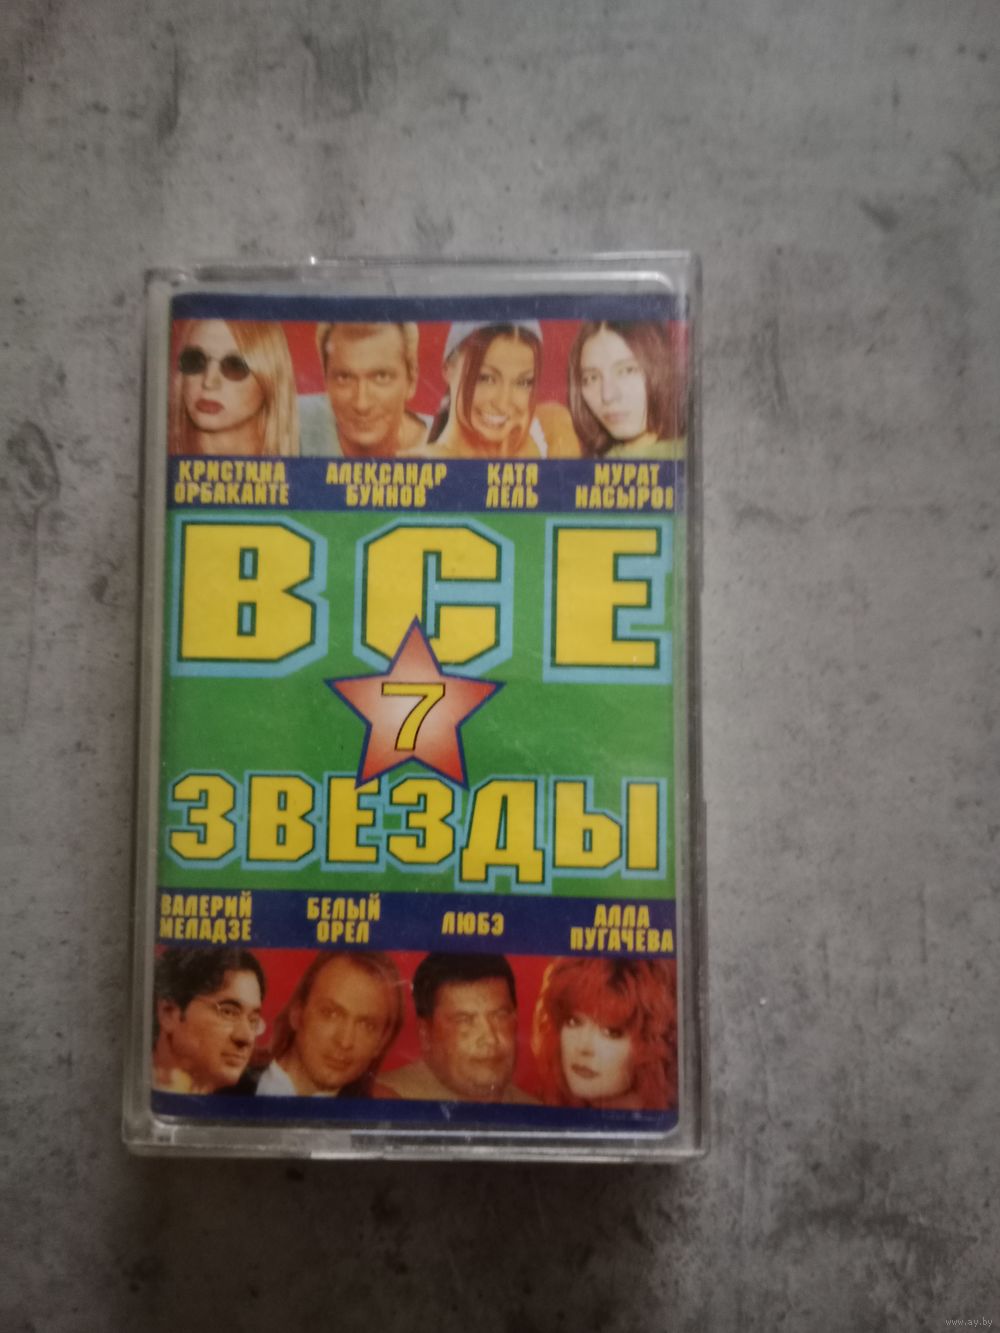 КРИСТИНА АЛЕКСАНДР КАТЯ МУРАТ
ОРБАКАЙТЕ БУЙНОВ ЛЕЛЬ НАСЫРОВ
ВСЕ
7
ЗВЕЗДЫ
ВАЛЕРИЙ БЕЛЫЙ ЛЮБЭ АЛЛА
МЕЛАДЗЕ ОРЕЛ ПУГАЧЕВА
www.ay.by